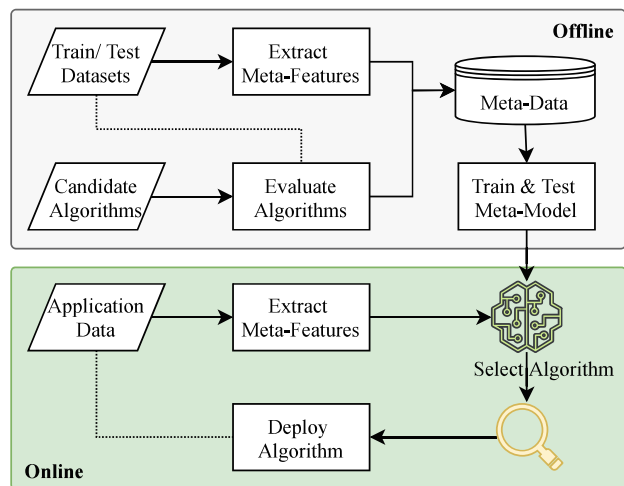 Offline
Train/ Test
Datasets
Extract
Meta-Features
Meta-Data
Candidate
Algorithms
Evaluate
Algorithms
Train & Test
Meta-Model
Application
Data
Extract
Meta-Features
Select Algorithm
Deploy
Algorithm
Online